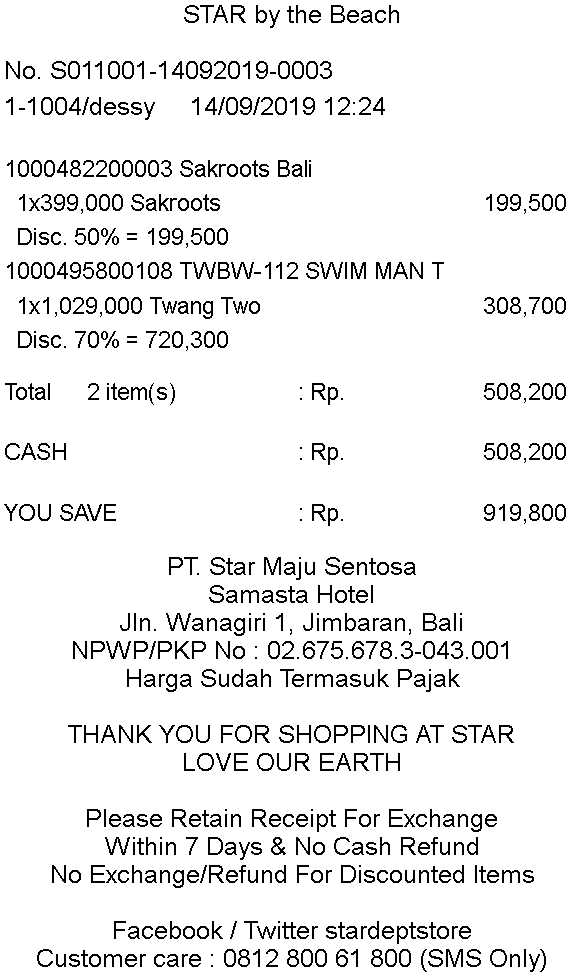 STAR by the Beach
No. S011001-14092019-0003
1-1004/dessy 14/09/2019 12:24
1000482200003 Sakroots Bali
1x399,000 Sakroots 199,500
Disc. 50% = 199,500
1000495800108 TWBW-112 SWIM MAN T
1x1,029,000 Twang Two 308,700
Disc. 70% = 720,300
Total 2 item(s) : Rp. 508,200
CASH : Rp. 508,200
YOU SAVE : Rp. 919,800
PT. Star Maju Sentosa
Samasta Hotel
Jln. Wanagiri 1, Jimbaran, Bali
NPWP/PKP No : 02.675.678.3-043.001
Harga Sudah Termasuk Pajak
THANK YOU FOR SHOPPING AT STAR
LOVE OUR EARTH
Please Retain Receipt For Exchange
Within 7 Days & No Cash Refund
No Exchange/Refund For Discounted Items
Facebook / Twitter stardeptstore
Customer care : 0812 800 61 800 (SMS Only)